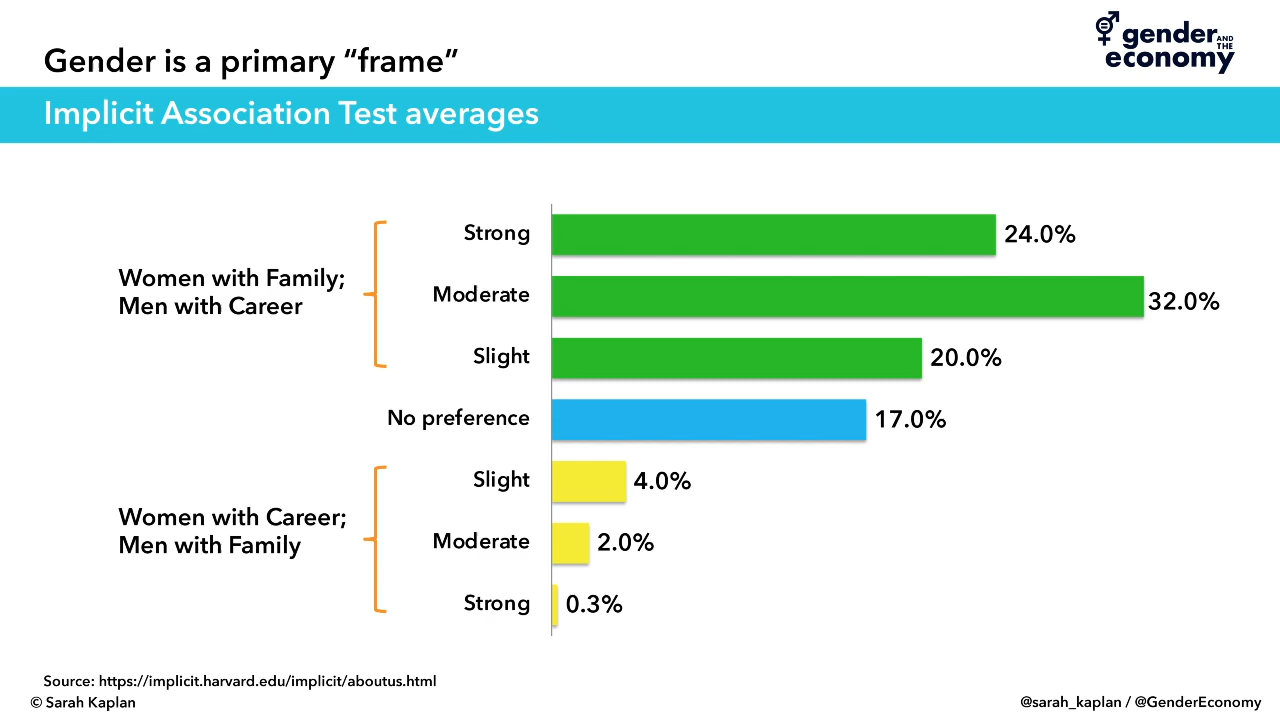 Gender is a primary “frame”
gender AND THE
economy
Implicit Association Test averages
Women with Family;
Men with Career
Strong
24.0%
Moderate
32.0%
Slight
20.0%
No preference
17.0%
Women with Career;
Men with Family
Slight
4.0%
Moderate
2.0%
Strong
0.3%
Source: https://implicit.harvard.edu/implicit/aboutus.html
© Sarah Kaplan
@sarah_kaplan / @GenderEconomy